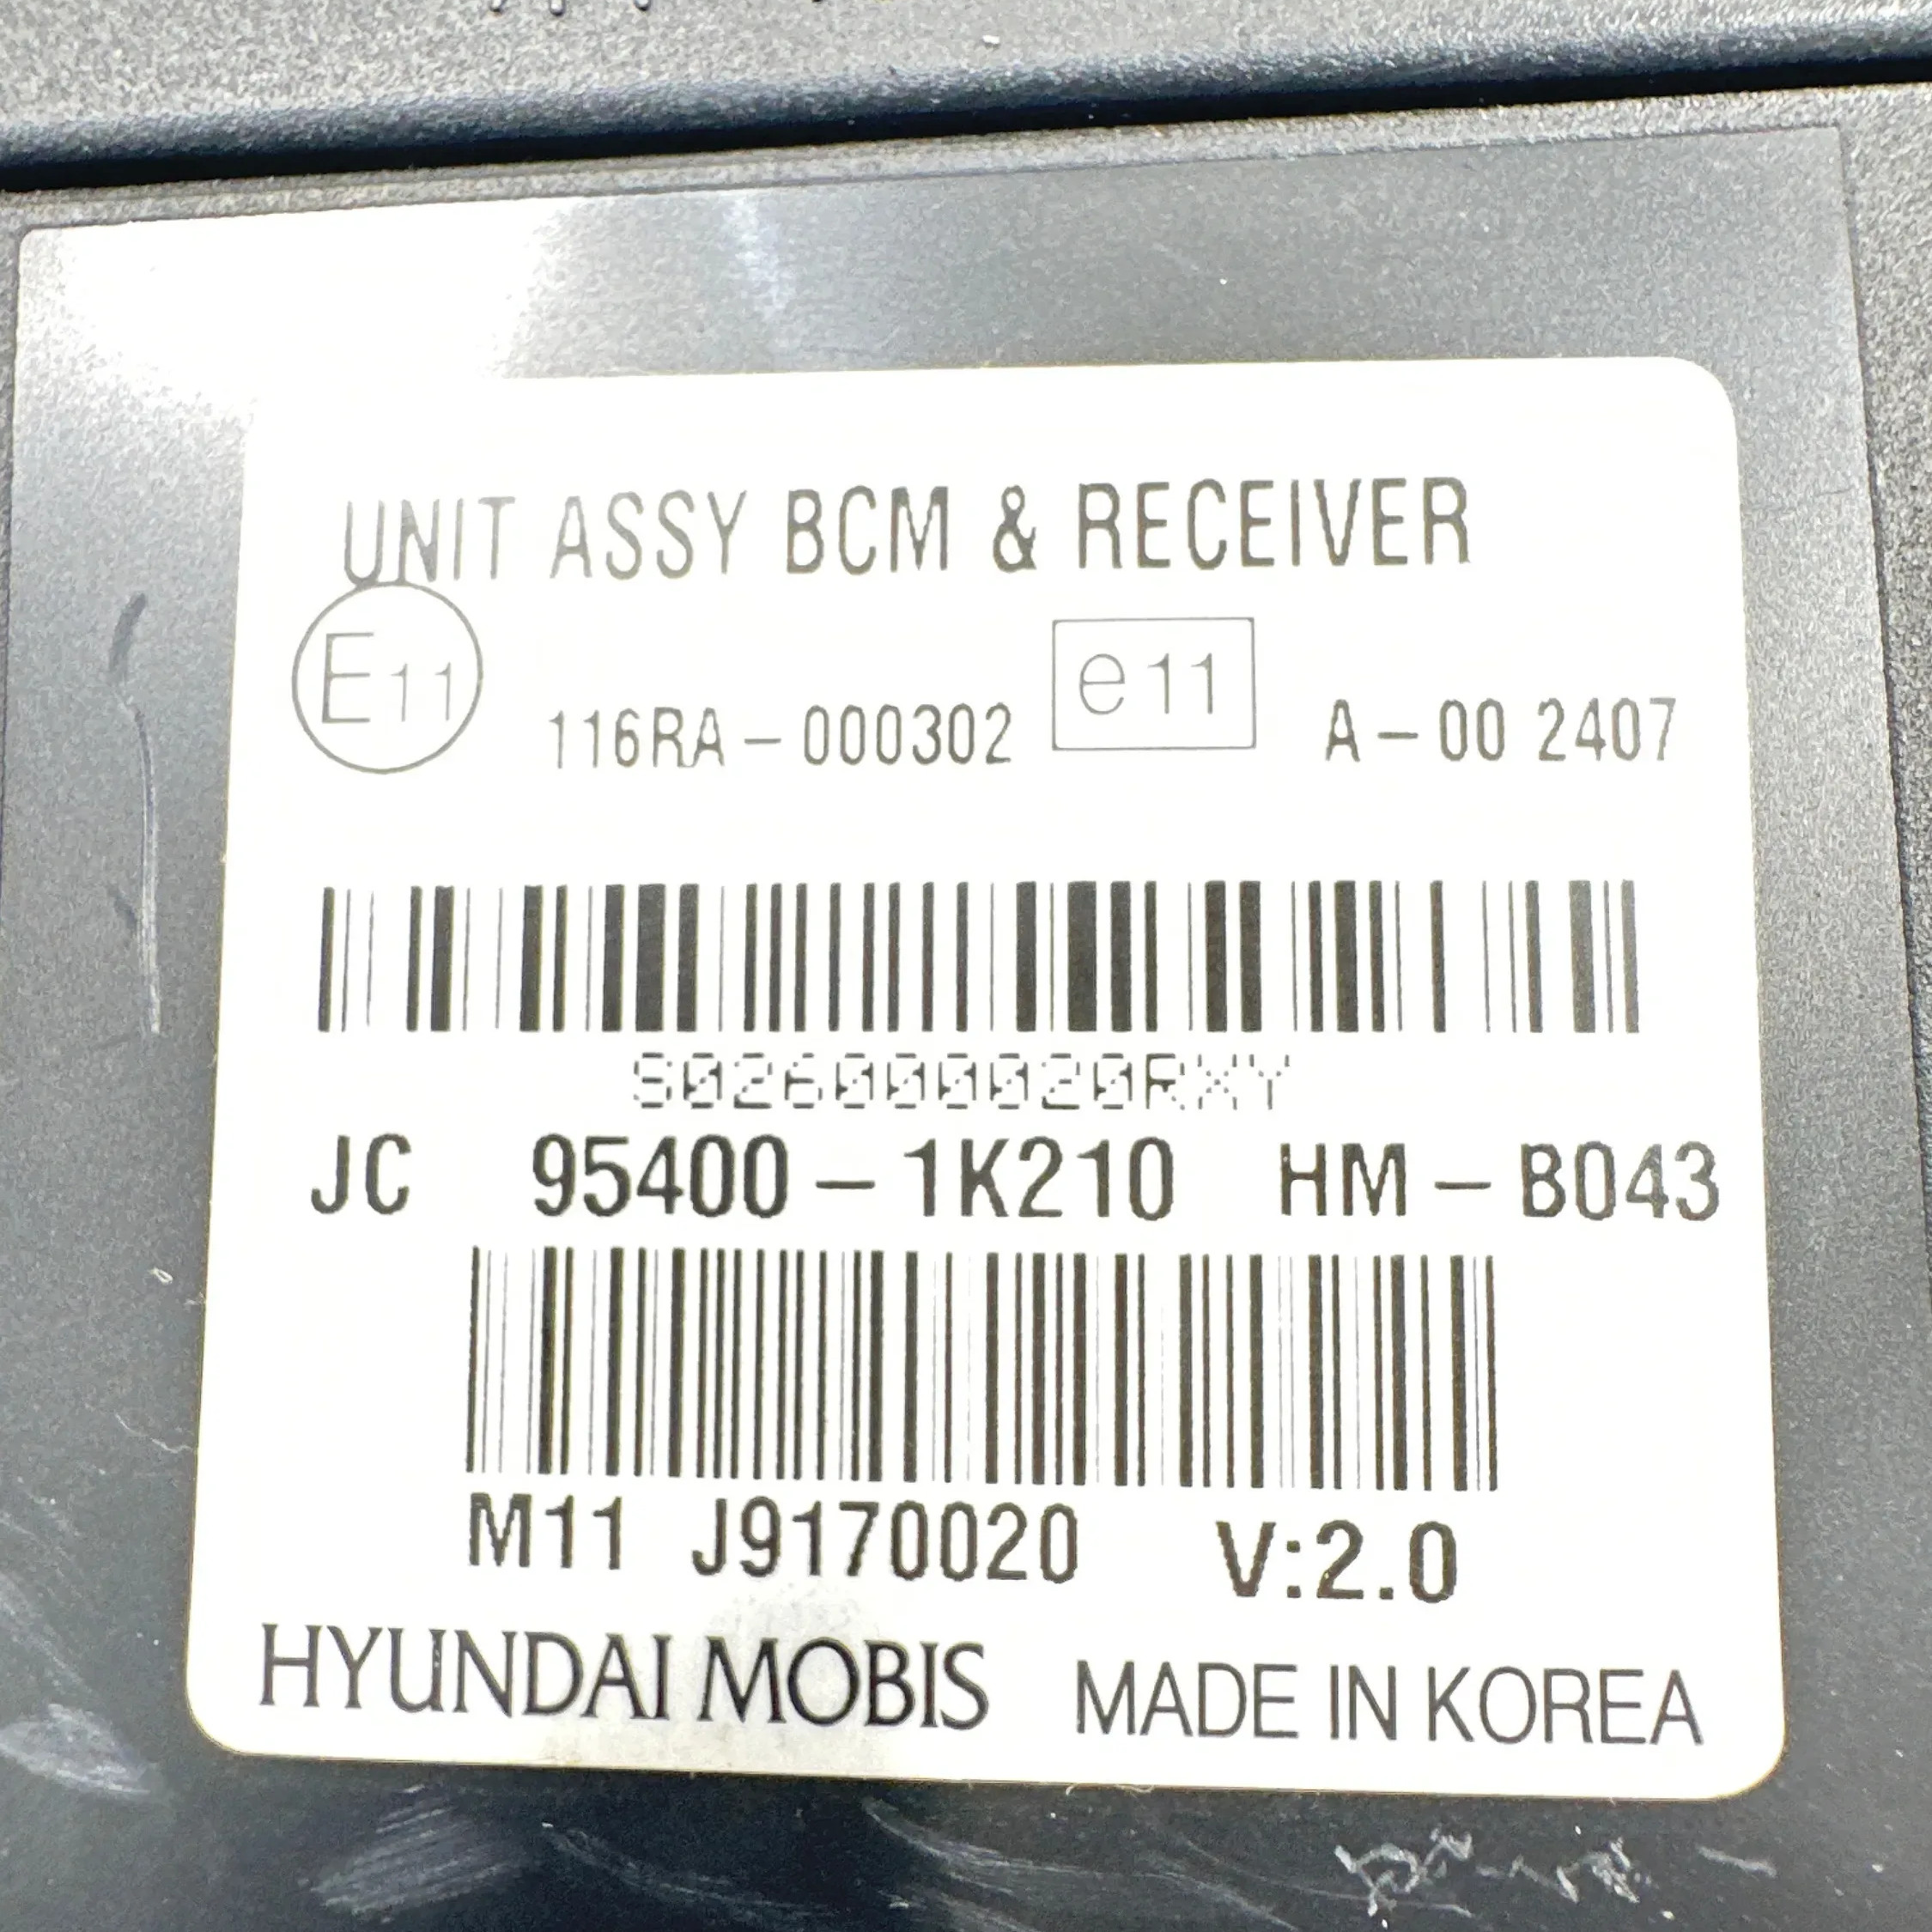 UNIT ASSY BCM & RECEIVER
E11 116RA-000302 e11 A-00 2407
S026000020RXY
JC 95400-1K210 HM-B043
M11 J9170020 V:2.0
HYUNDAI MOBIS MADE IN KOREA